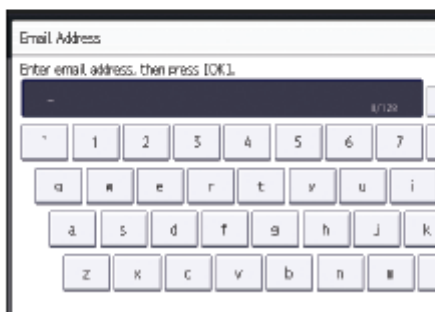 Email Address
Enter email address, then press [OK].
0/128
` 1 2 3 4 5 6 7
q w e r t y u i
a s d f g h j k
z x c v b n m